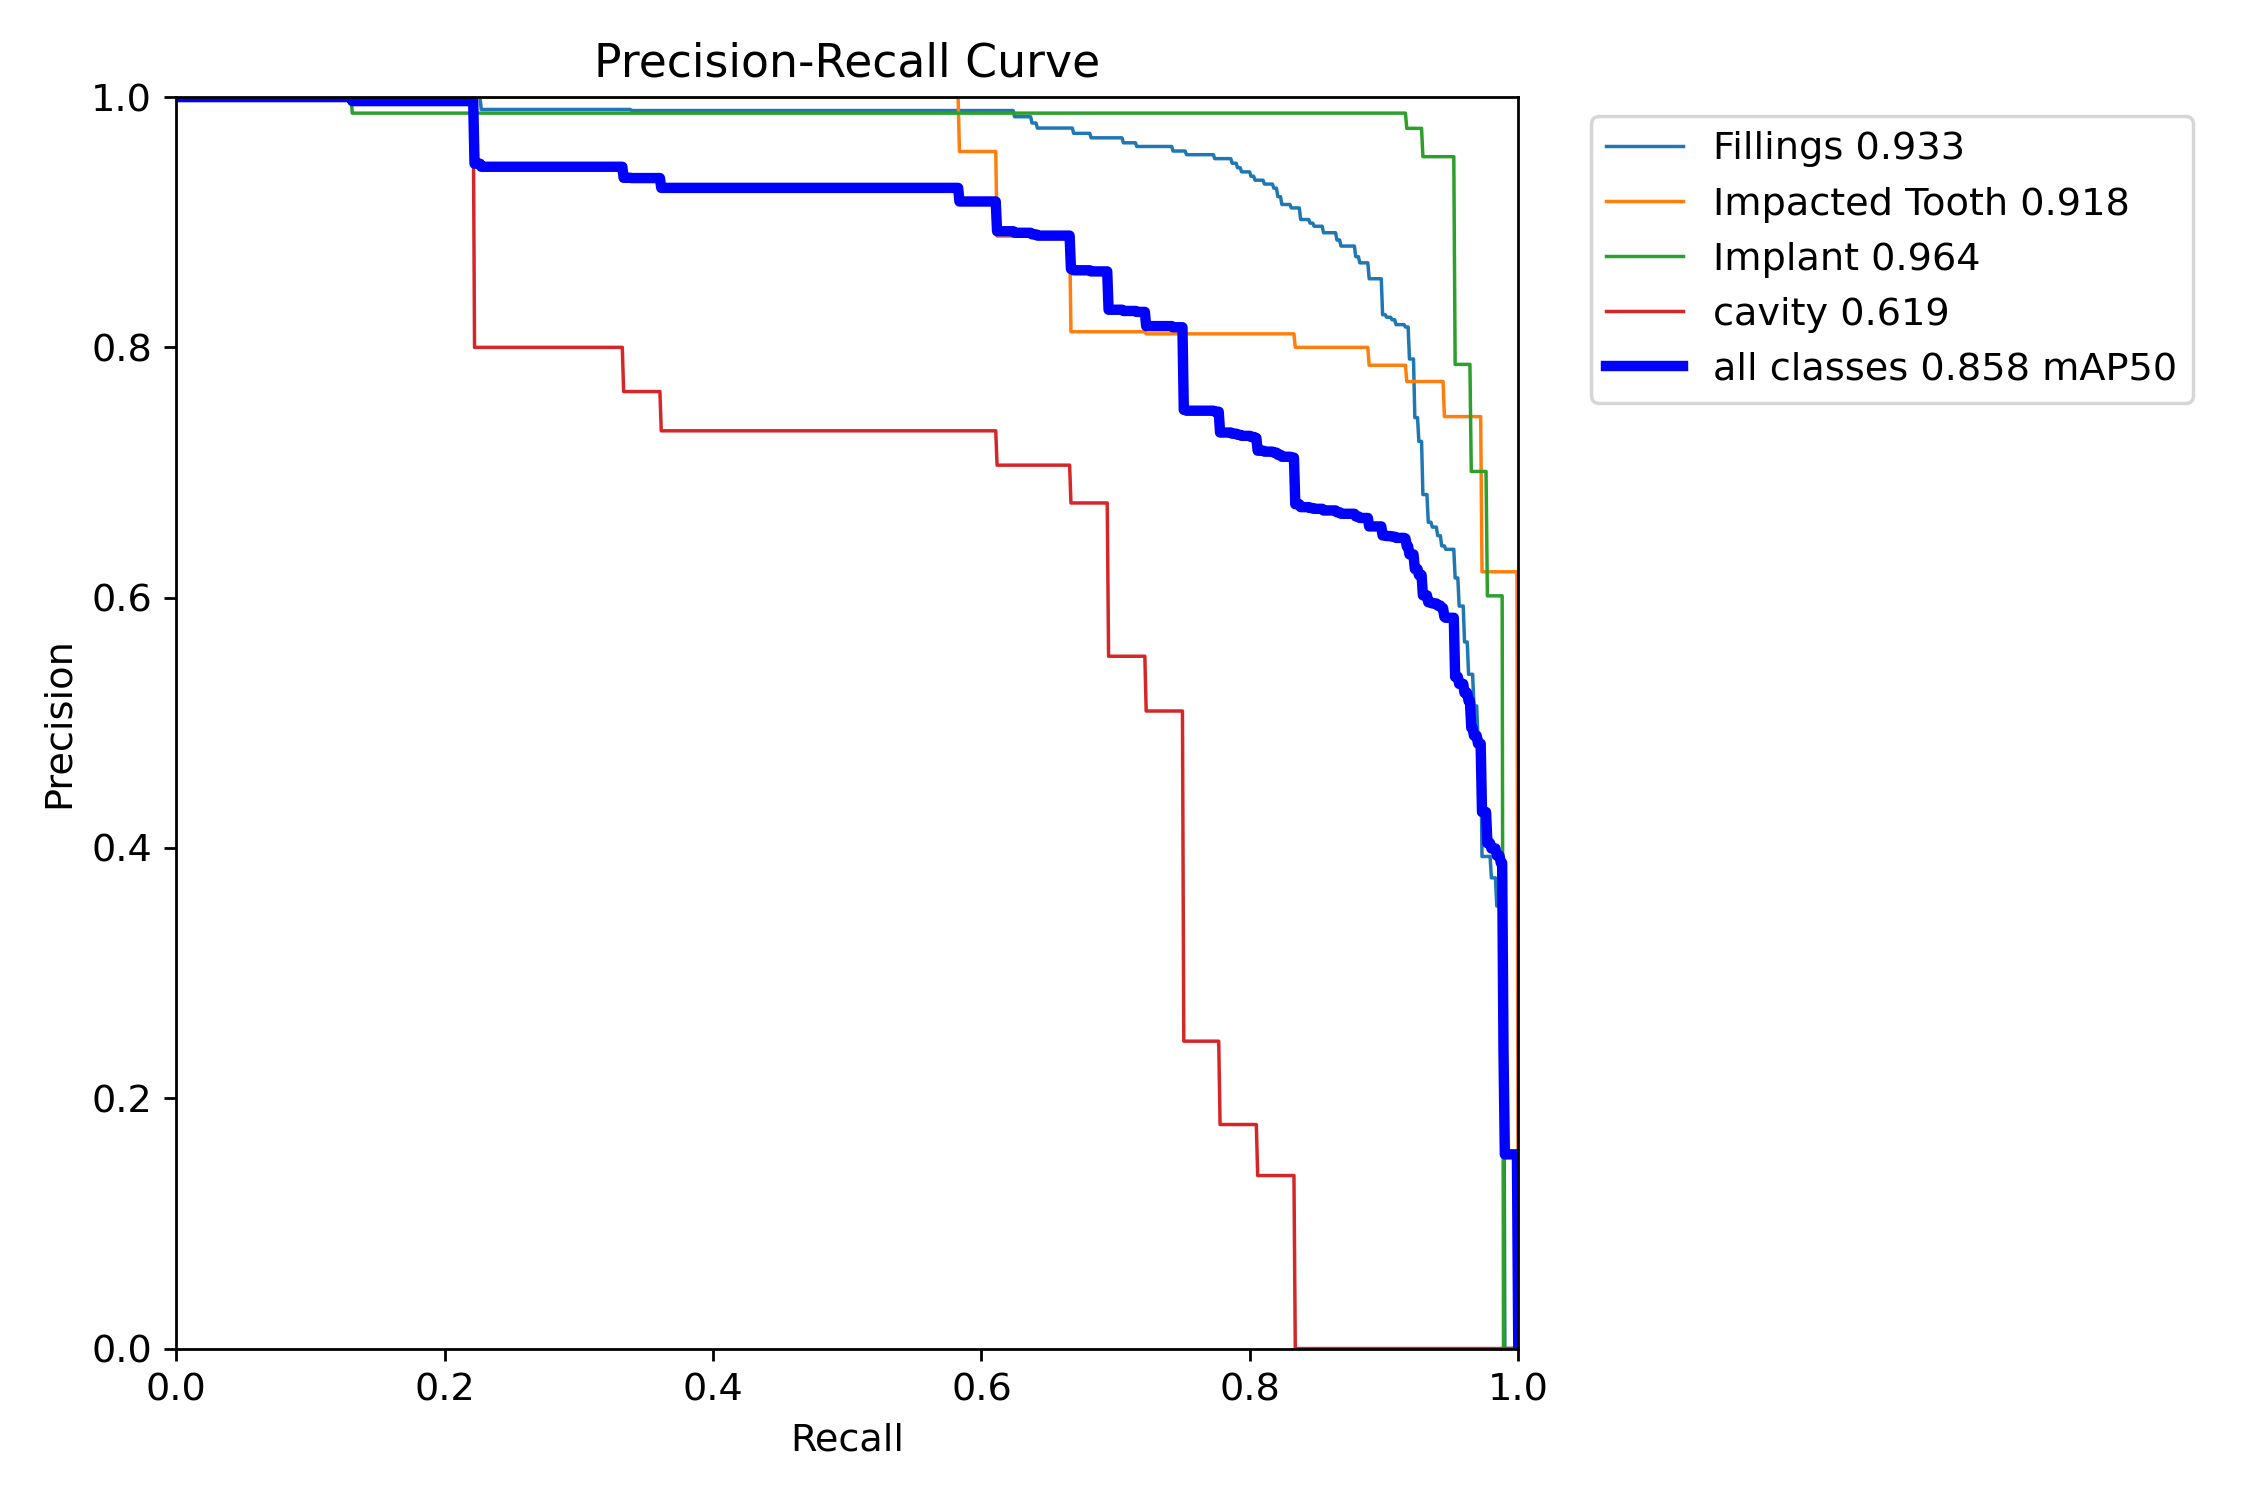 Precision-Recall Curve
1.0
0.8
0.6
0.4
0.2
0.0
Precision
0.0 0.2 0.4 0.6 0.8 1.0
Recall
Fillings 0.933
Impacted Tooth 0.918
Implant 0.964
cavity 0.619
all classes 0.858 mAP50